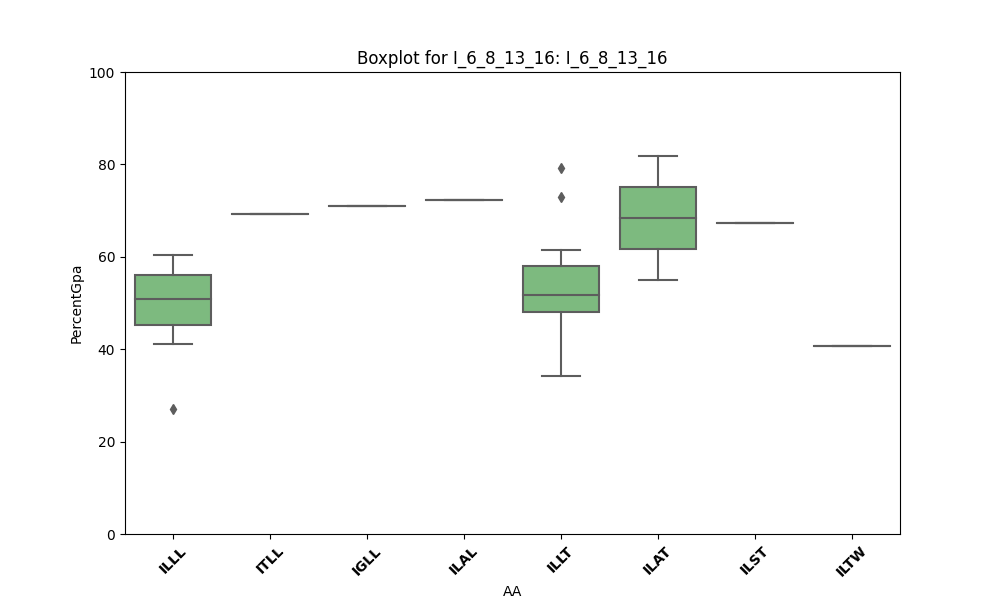 Boxplot for I_6_8_13_16: I_6_8_13_16
100
80
60
40
20
0
PercentGpa
ILLL
ITLL
IGLL
ILAL
ILLT
ILAT
ILST
ILTW
AA